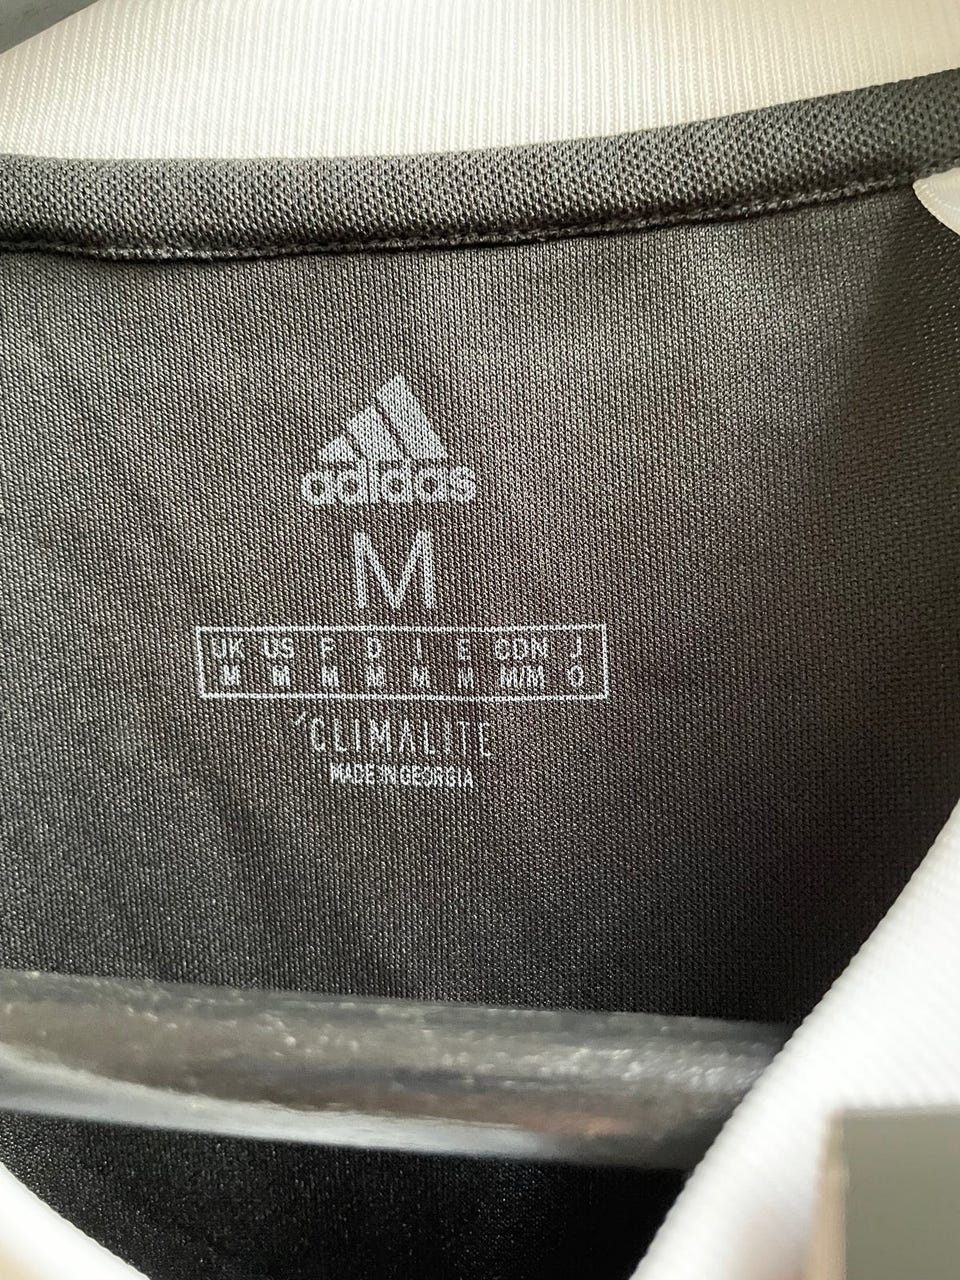 adidas
M
UK US F D I E CDN J
M M M M M M M/M O
CLIMALITE
MADE IN GEORGIA